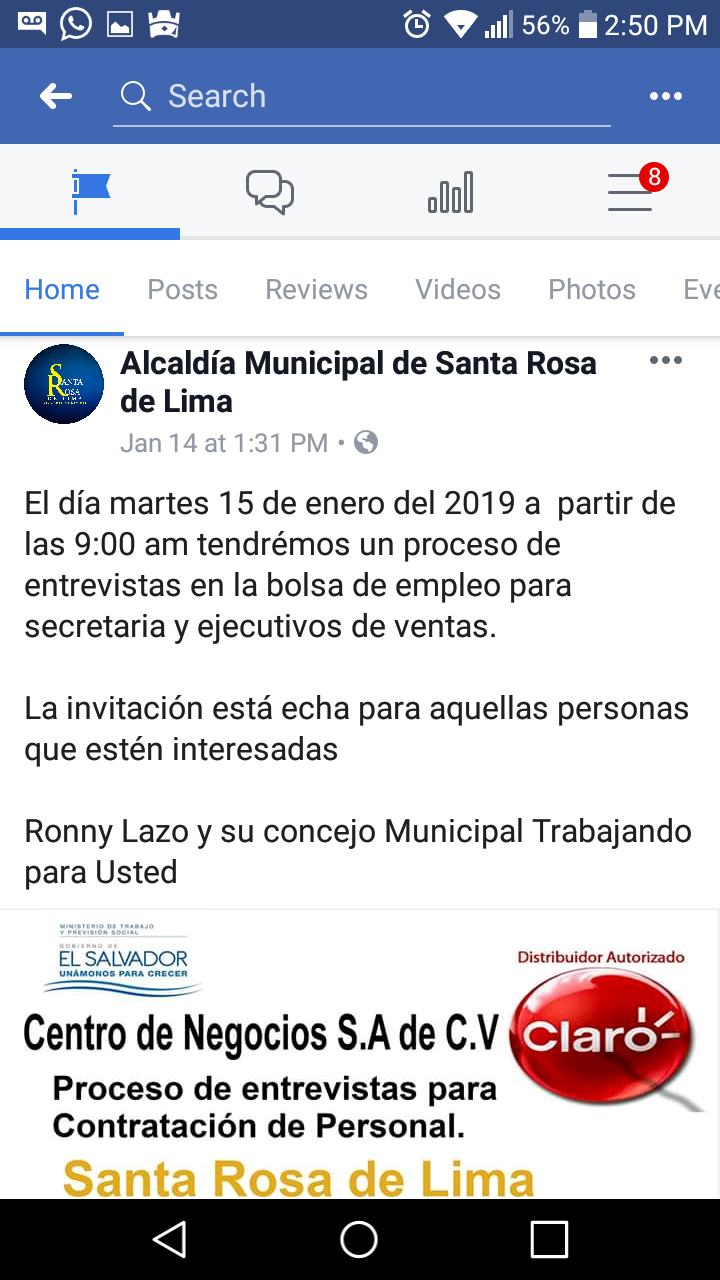 56% 2:50 PM
Search
8
Home Posts Reviews Videos Photos Eve
SANTA
ROSA
DE LIMA
Alcaldía Municipal de Santa Rosa
de Lima
Jan 14 at 1:31 PM •
El día martes 15 de enero del 2019 a  partir de
las 9:00 am tendrémos un proceso de
entrevistas en la bolsa de empleo para
secretaria y ejecutivos de ventas.
La invitación está echa para aquellas personas
que estén interesadas
Ronny Lazo y su concejo Municipal Trabajando
para Usted
MINISTERIO DE TRABAJO
Y PREVISIÓN SOCIAL
GOBIERNO DE
EL SALVADOR
UNÁMONOS PARA CRECER
Distribuidor Autorizado
Claro
Centro de Negocios S.A de C.V
Proceso de entrevistas para
Contratación de Personal.
Santa Rosa de Lima